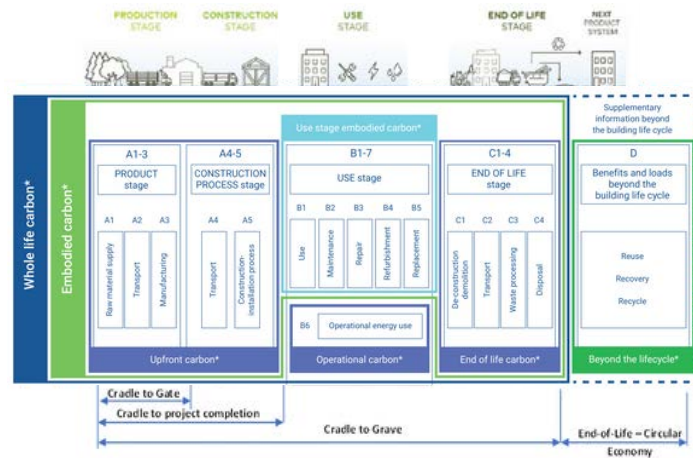 PRODUCTION
STAGE
CONSTRUCTION
STAGE
USE
STAGE
END OF LIFE
STAGE
NEXT
PRODUCT
SYSTEM
Supplementary
information beyond
the building life cycle
Use stage embodied carbon*
Whole life carbon*
Embodied carbon*
A1-3
PRODUCT
stage
A4-5
CONSTRUCTION
PROCESS stage
B1-7
USE stage
C1-4
END OF LIFE
stage
D
Benefits and loads
beyond the
building life cycle
A1
A2
A3
A4
A5
B1
B2
B3
B4
B5
C1
C2
C3
C4
Raw material supply
Transport
Manufacturing
Transport
Construction-
installation process
Use
Maintenance
Repair
Refurbishment
Replacement
De-construction
demolition
Transport
Waste processing
Disposal
Reuse
Recovery
Recycle
B6
Operational energy use
Upfront carbon*
Operational carbon*
End of life carbon*
Beyond the lifecycle*
Cradle to Gate
Cradle to project completion
Cradle to Grave
End-of-Life – Circular
Economy